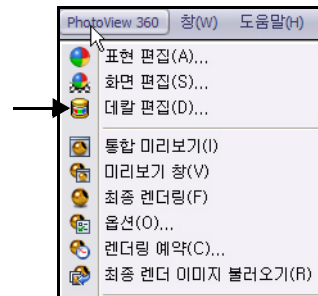 PhotoView 360 창(W) 도움말(H)
표현 편집(A)...
화면 편집(S)...
데칼 편집(D)...
통합 미리보기(I)
미리보기 창(V)
최종 렌더링(F)
옵션(O)...
렌더링 예약(C)...
최종 렌더 이미지 불러오기(R)